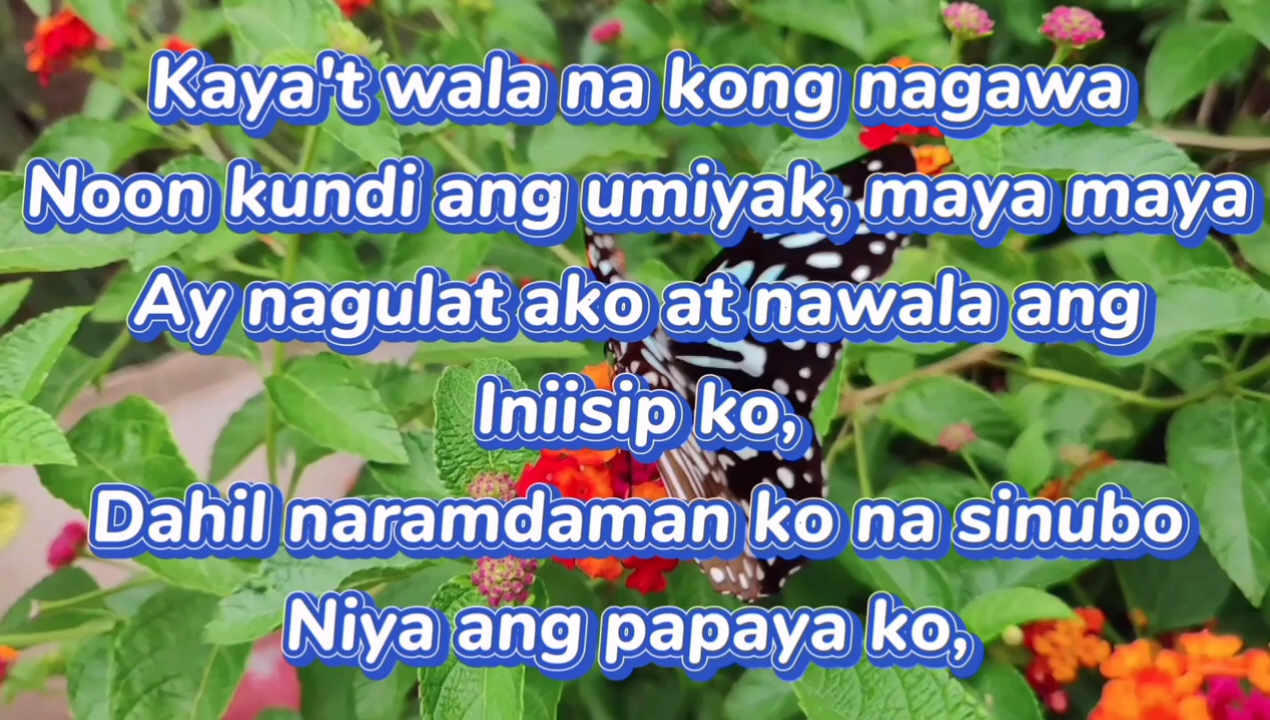 Kaya't wala na kong nagawa
Noon kundi ang umiyak, maya maya
Ay nagulat ako at nawala ang
Iniisip ko,
Dahil naramdaman ko na sinubo
Niya ang papaya ko,